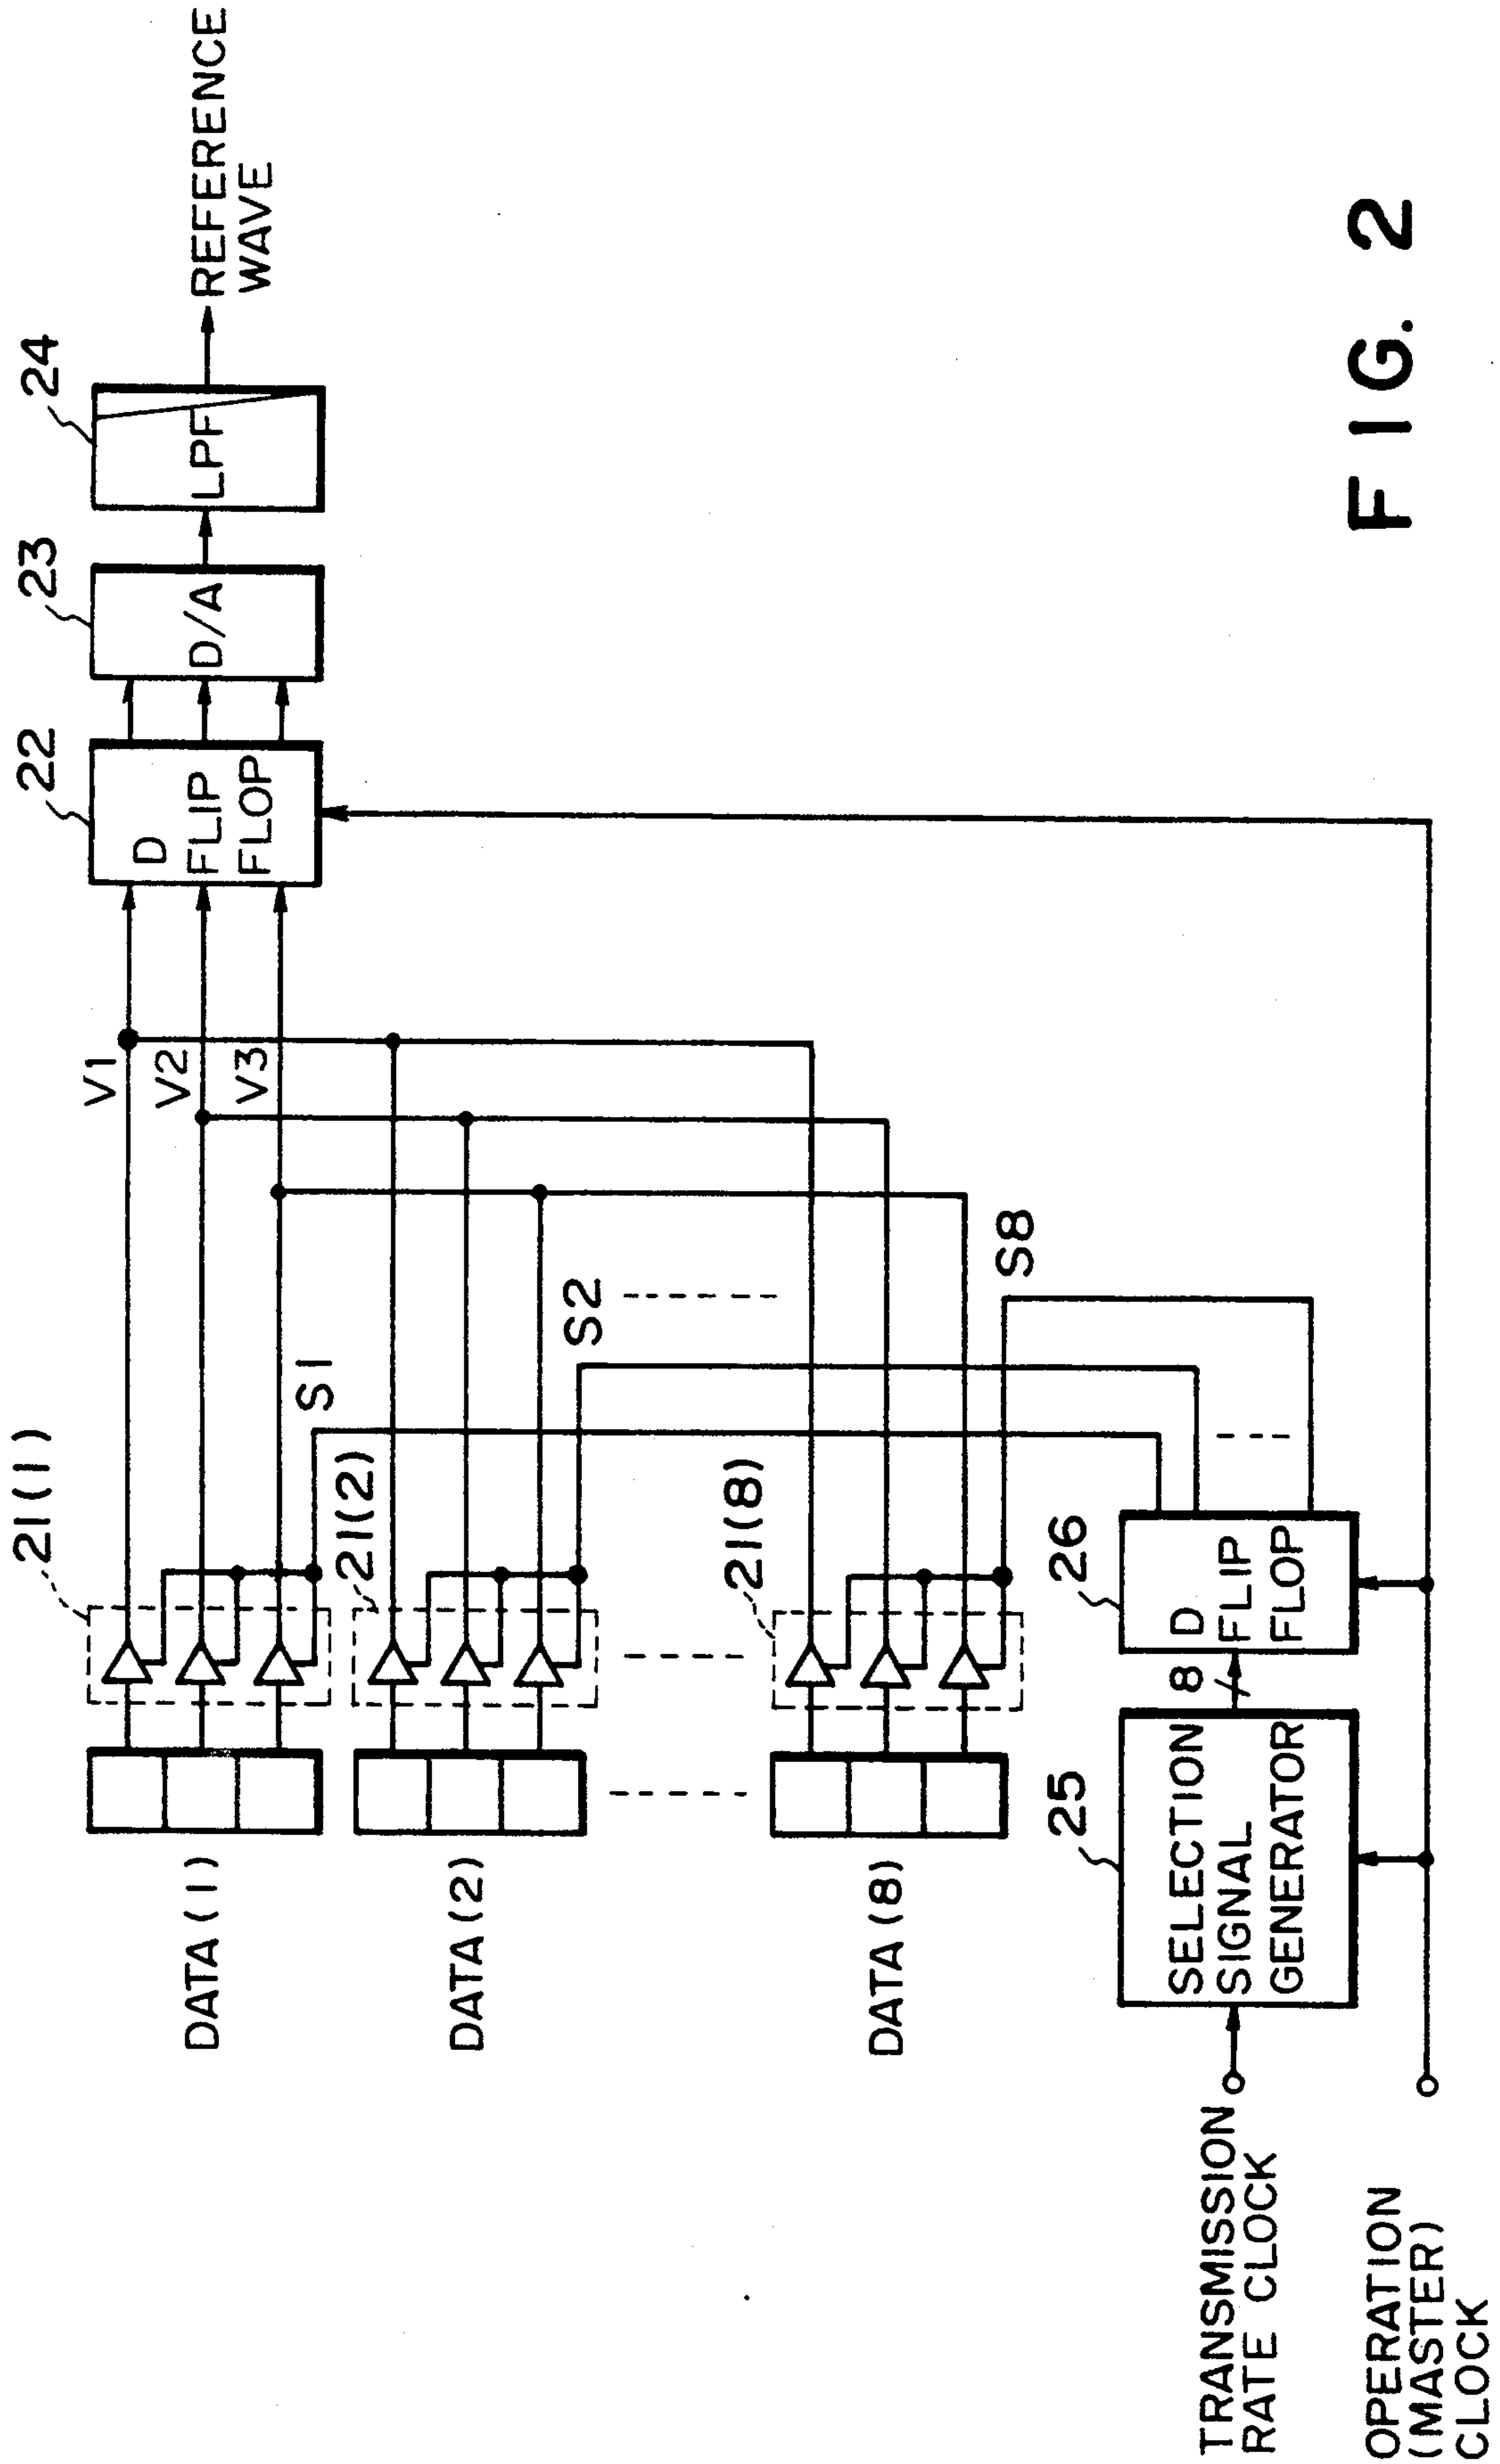 21(1)
DATA(1)
S1
V1
V2
V3
22
D
FLIP
FLOP
23
D/A
24
LPF
REFERENCE
WAVE
21(2)
DATA(2)
S2
21(8)
DATA(8)
S8
25
SELECTION
SIGNAL
GENERATOR
8
26
D
FLIP
FLOP
TRANSMISSION
RATE CLOCK
OPERATION
(MASTER)
CLOCK
FIG. 2